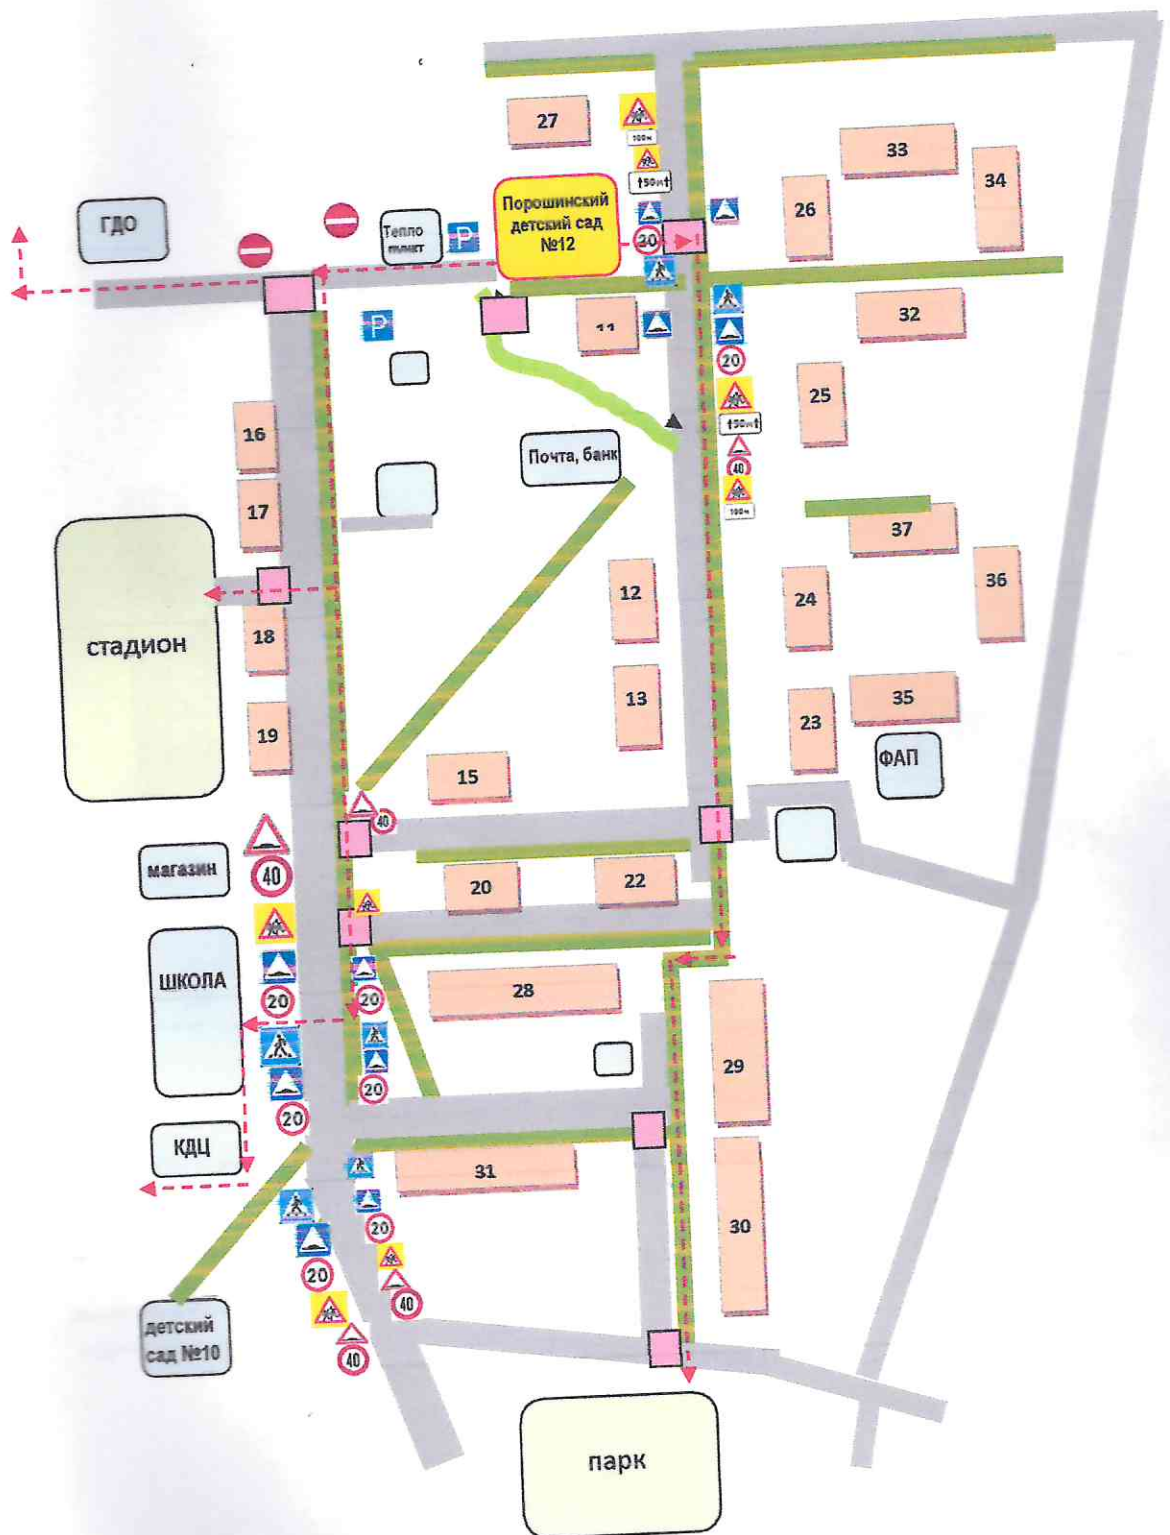 27
100м
33
34
26
↑50м↑
ГДО
Тепло
пункт
P
Порошинский
детский сад
№12
20
P
11
32
20
25
↑50м↑
40
100м
16
17
Почта, банк
37
12
24
36
стадион
18
13
35
19
23
15
ФАП
40
магазин
40
20
22
ШКОЛА
28
20
20
29
20
20
КДЦ
31
30
20
20
40
детский
сад №10
40
парк